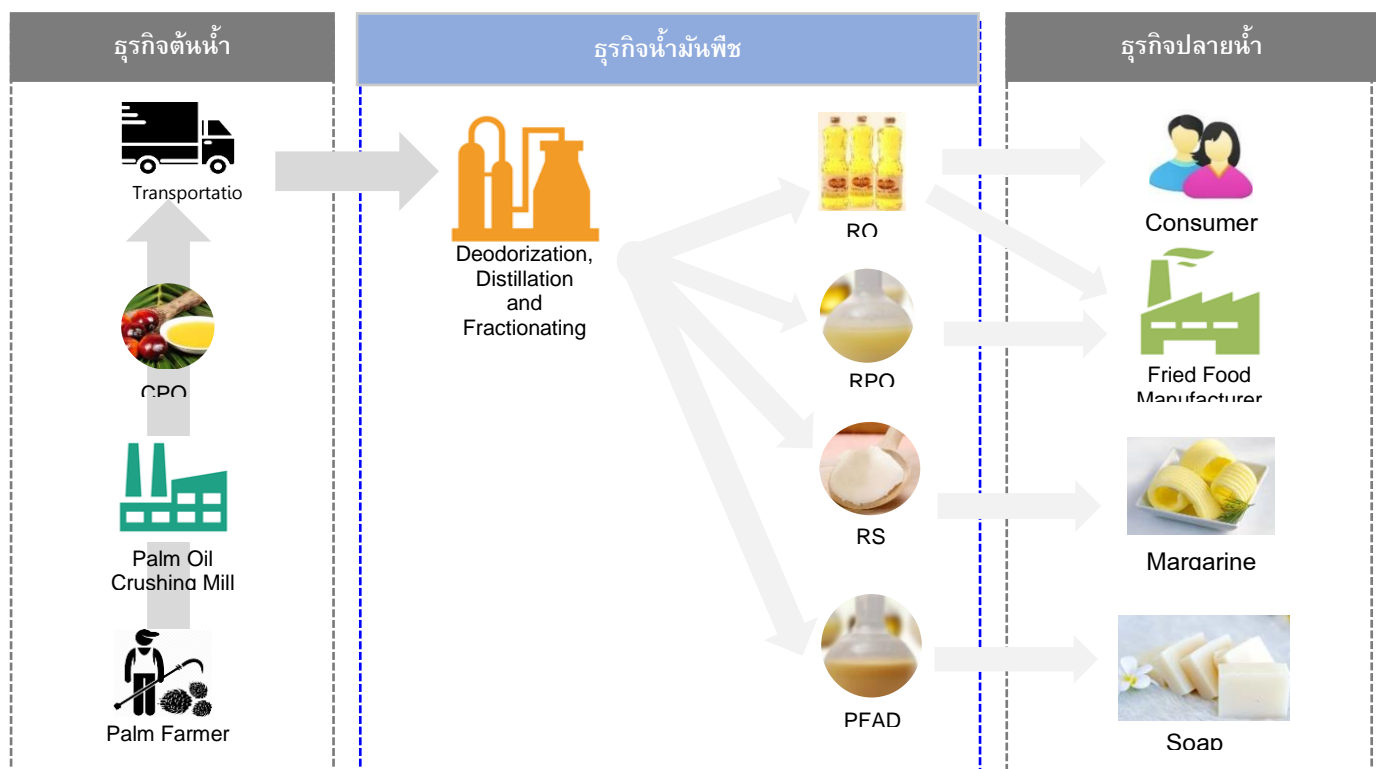 ธุรกิจต้นน้ำ
ธุรกิจน้ำมันพืช
ธุรกิจปลายน้ำ
Transportatio
CPO
Palm Oil
Crushing Mill
Palm Farmer
Deodorization,
Distillation
and
Fractionating
RO
RPO
RS
PFAD
Consumer
Fried Food
Manufacturer
Margarine
Soap